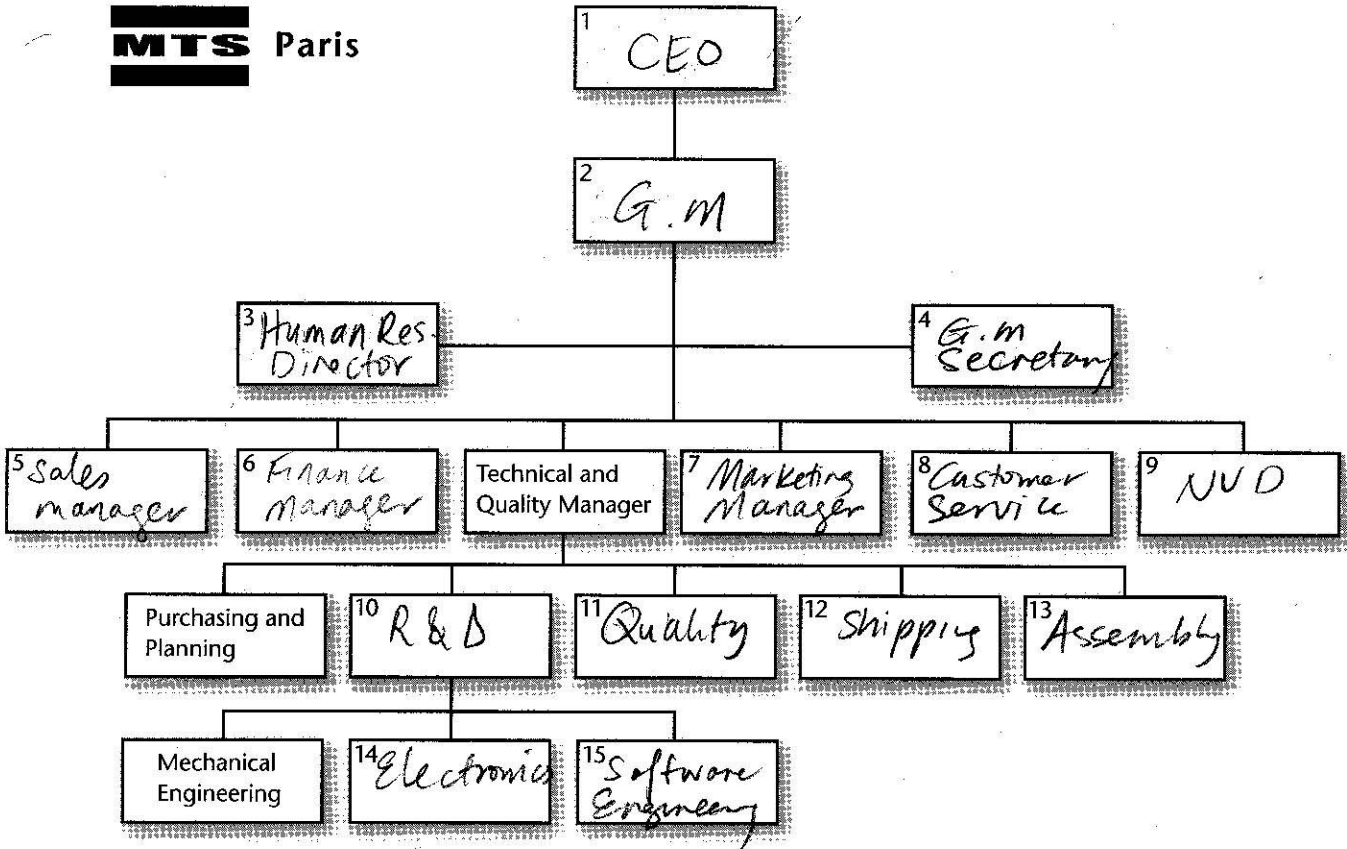 MTS Paris
1
CEO
2
G.M
3 Human Res.
Director
4 G.m
Secretary
5 Sales
manager
6 Finance
Manager
Technical and
Quality Manager
7 Marketing
Manager
8 Customer
Service
9 NVD
Purchasing and
Planning
10 R & D
11 Quality
12 Shipping
13 Assembly
Mechanical
Engineering
14 Electronics
15 Software
Engineering